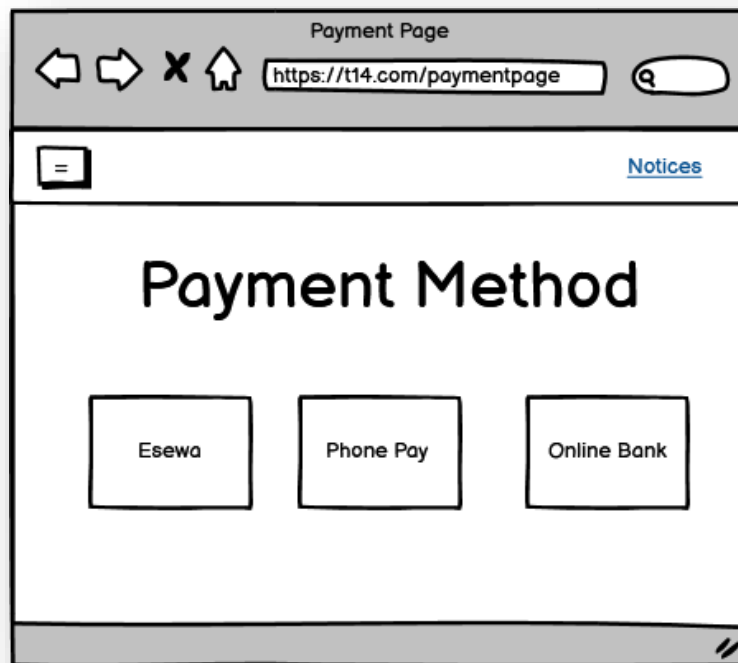 Payment Page
https://t14.com/paymentpage
=
Notices
Payment Method
Esewa
Phone Pay
Online Bank